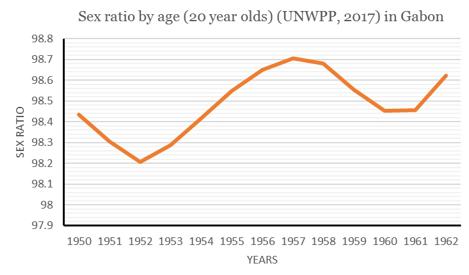 Sex ratio by age (20 year olds) (UNWPP, 2017) in Gabon
98.8
98.7
98.6
98.5
98.4
98.3
98.2
98.1
98
97.9
SEX RATIO
1950 1951 1952 1953 1954 1955 1956 1957 1958 1959 1960 1961 1962
YEARS